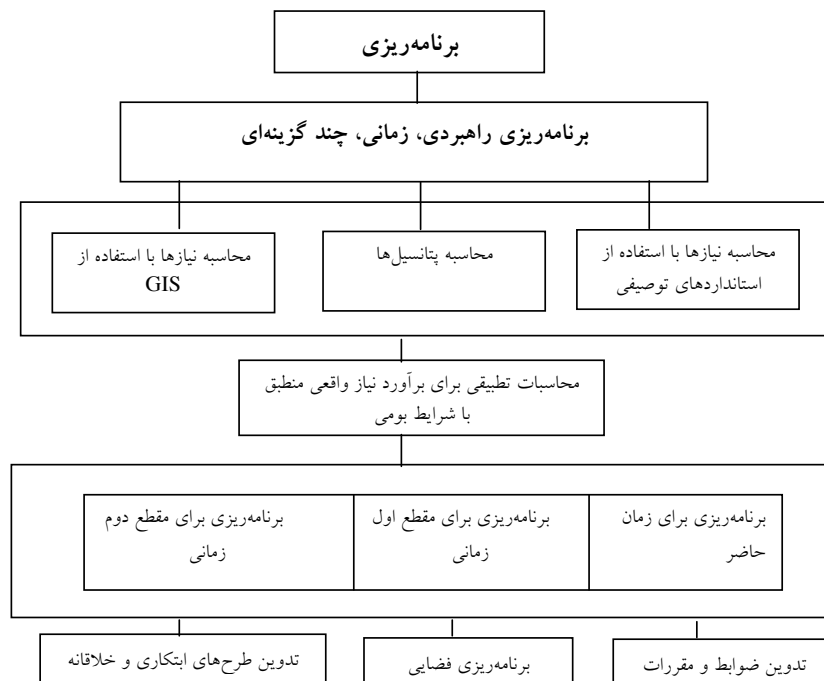 برنامه‌ریزی
برنامه‌ریزی راهبردی، زمانی، چند گزینه‌ای
محاسبه نیازها با استفاده از
استانداردهای توصیفی
محاسبه پتانسیل‌ها
محاسبه نیازها با استفاده از
GIS
محاسبات تطبیقی برای برآورد نیاز واقعی منطبق
با شرایط بومی
برنامه‌ریزی برای زمان
حاضر
برنامه‌ریزی برای مقطع اول
زمانی
برنامه‌ریزی برای مقطع دوم
زمانی
تدوین ضوابط و مقررات
برنامه‌ریزی فضایی
تدوین طرح‌های ابتکاری و خلاقانه